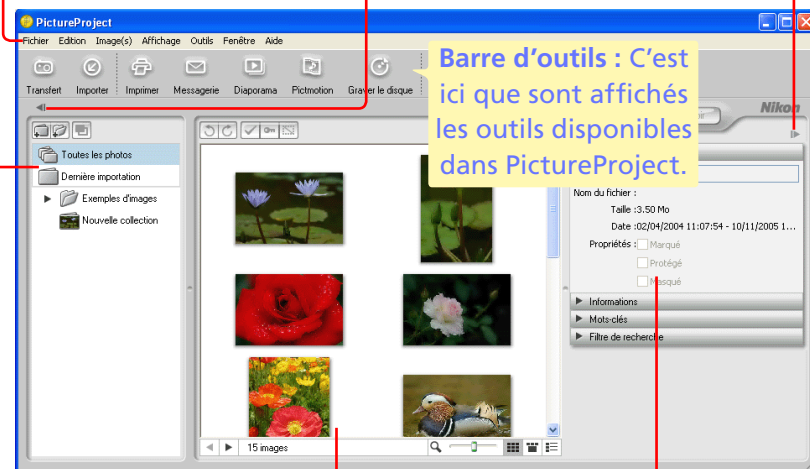 PictureProject
Fichier Edition Image(s) Affichage Outils Fenêtre Aide
Barre d'outils : C'est
ici que sont affichés
les outils disponibles
dans PictureProject.
Transfert Importer Imprimer Messagerie Diaporama Pictmotion Graver le disque
Nikon
Toutes les photos
Dernière importation
Exemples d'images
Nouvelle collection
Nom du fichier :
Taille :3.50 Mo
Date :02/04/2004 11:07:54 - 10/11/2005 1...
Propriétés : Marqué
Protégé
Masqué
Informations
Mots-clés
Filtre de recherche
15 images